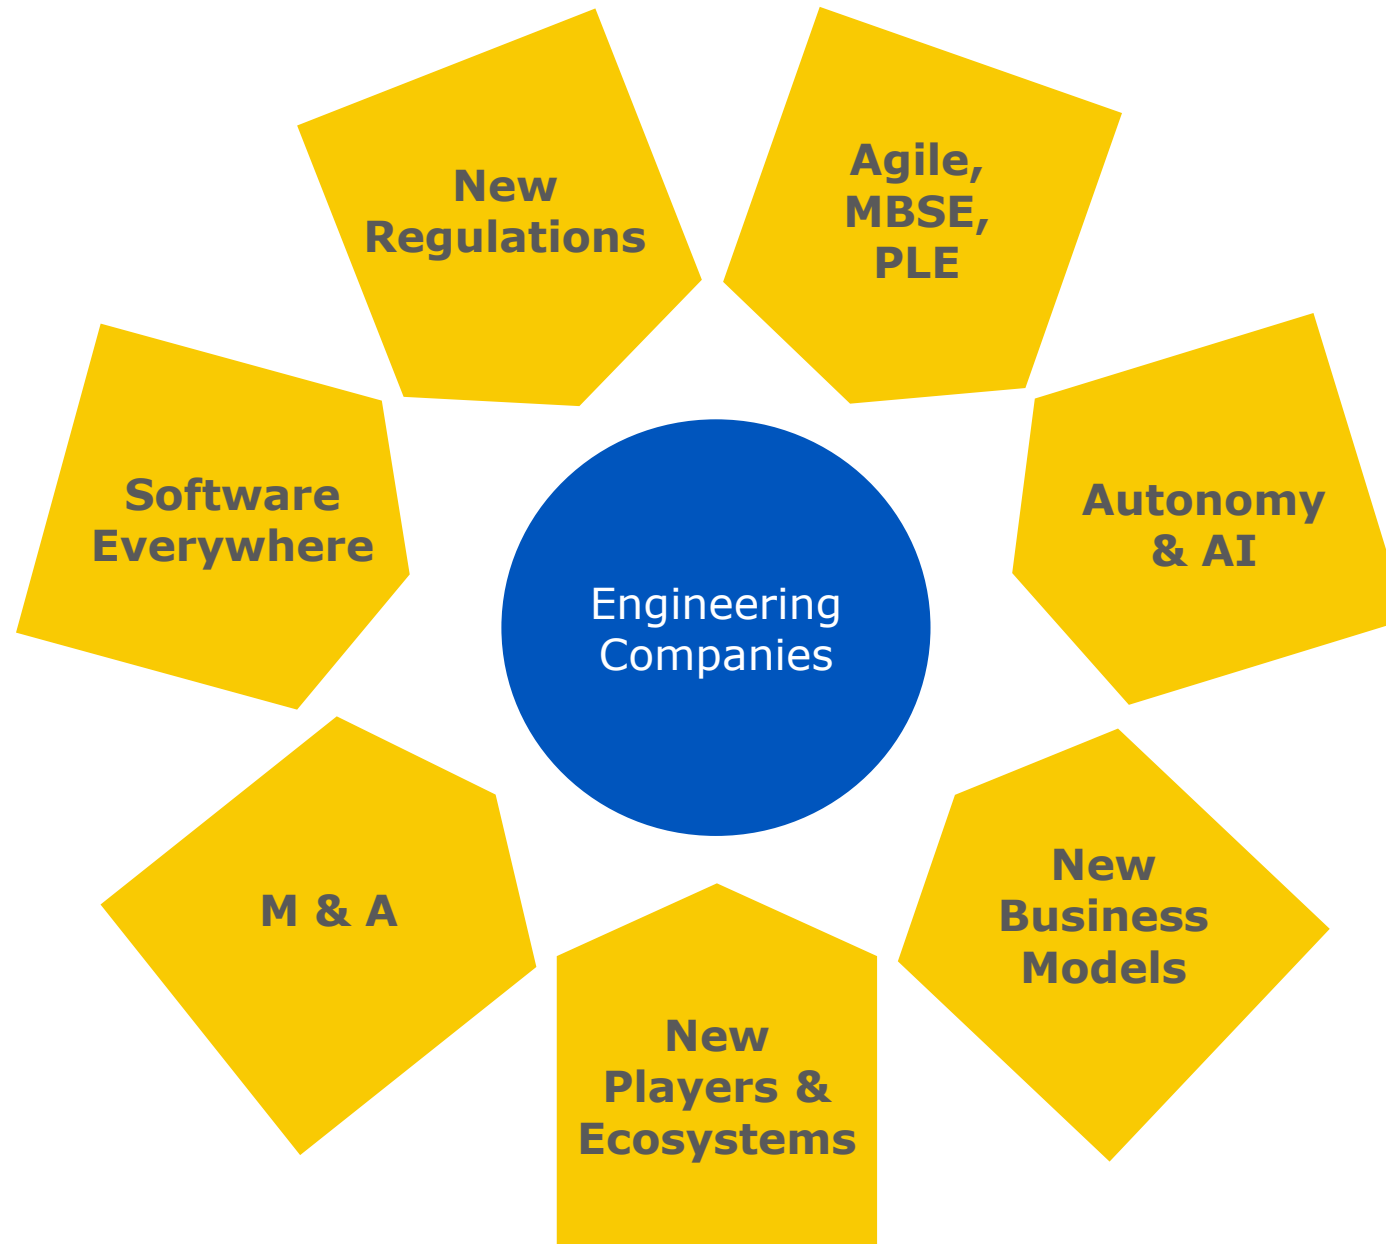 New
Regulations
Agile,
MBSE,
PLE
Software
Everywhere
Autonomy
& AI
Engineering
Companies
M & A
New
Business
Models
New
Players &
Ecosystems